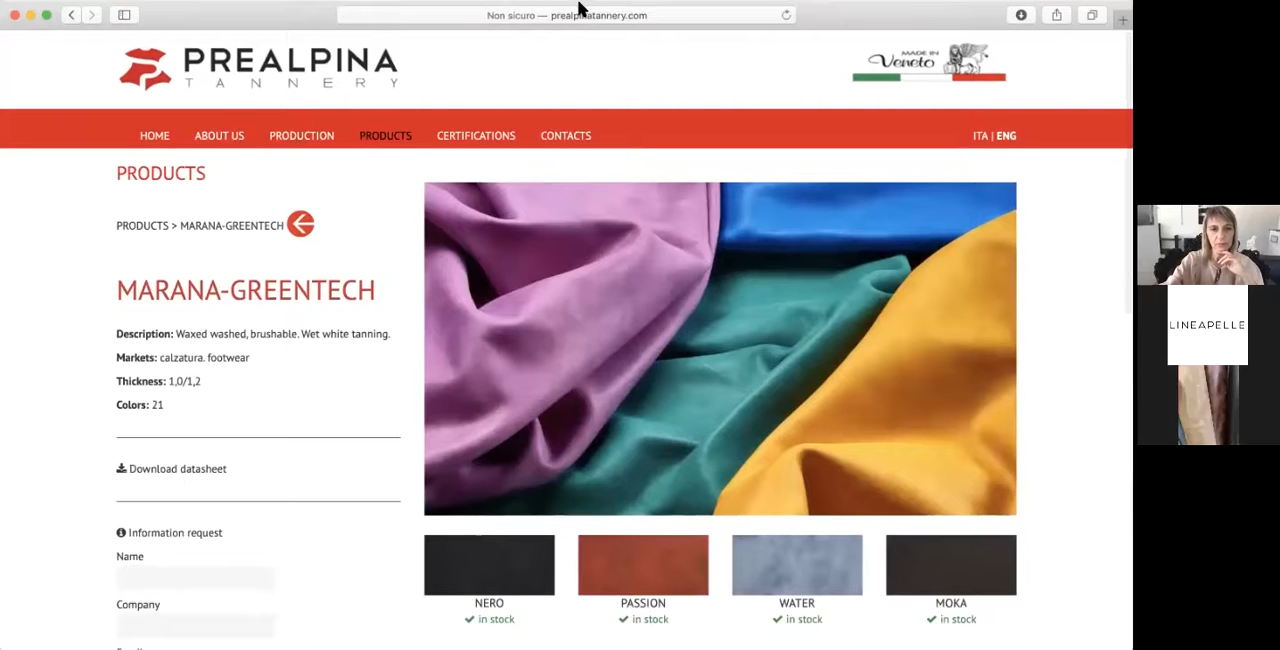 Non sicuro — prealpinatannery.com
PREALPINA
TANNERY
MADE IN
Veneto
HOME ABOUT US PRODUCTION PRODUCTS CERTIFICATIONS CONTACTS ITA | ENG
PRODUCTS
PRODUCTS > MARANA-GREENTECH
MARANA-GREENTECH
Description: Waxed washed, brushable. Wet white tanning.
Markets: calzatura. footwear
Thickness: 1,0/1,2
Colors: 21
Download datasheet
Information request
Name
Company
NERO PASSION WATER MOKA
in stock in stock in stock in stock
LINEAPELLE